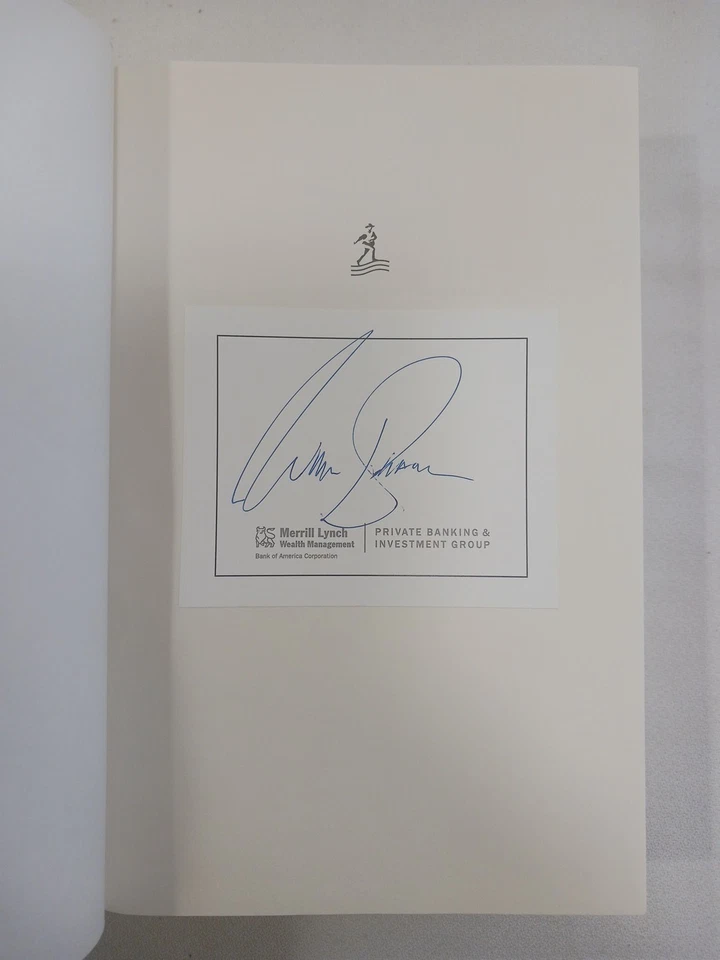 Merrill Lynch
Wealth Management
Bank of America Corporation
PRIVATE BANKING &
INVESTMENT GROUP